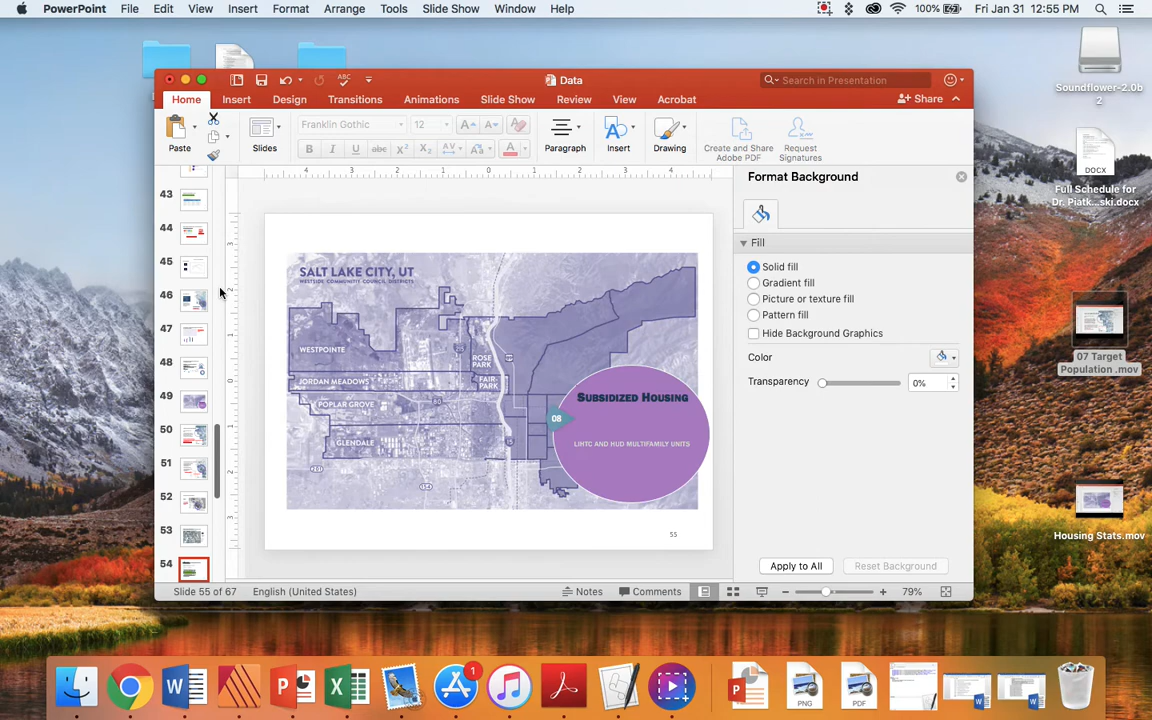 PowerPoint File Edit View Insert Format Arrange Tools Slide Show Window Help 100% Fri Jan 31 12:55 PM
Data
Search in Presentation
Home Insert Design Transitions Animations Slide Show Review View Acrobat
Share
Franklin Gothic 12
Paste Slides Paragraph Insert Drawing Create and Share Adobe PDF Request Signatures
Soundflower-2.0b2
DOCX
Full Schedule for Dr. Piatk...ski.docx
07 Target Population .mov
Housing Stats.mov
43
44
45
46
47
48
49
50
51
52
53
54
SALT LAKE CITY, UT
WESTSIDE COMMUNITY COUNCIL DISTRICTS
WESTPOINTE
ROSE PARK
JORDAN MEADOWS
FAIR-PARK
POPLAR GROVE
GLENDALE
80
15
201
08
Subsidized Housing
LIHTC AND HUD MULTIFAMILY UNITS
55
Format Background
Fill
Solid fill
Gradient fill
Picture or texture fill
Pattern fill
Hide Background Graphics
Color
Transparency 0%
Apply to All Reset Background
Slide 55 of 67 English (United States) Notes Comments 79%
1
PNG
PDF